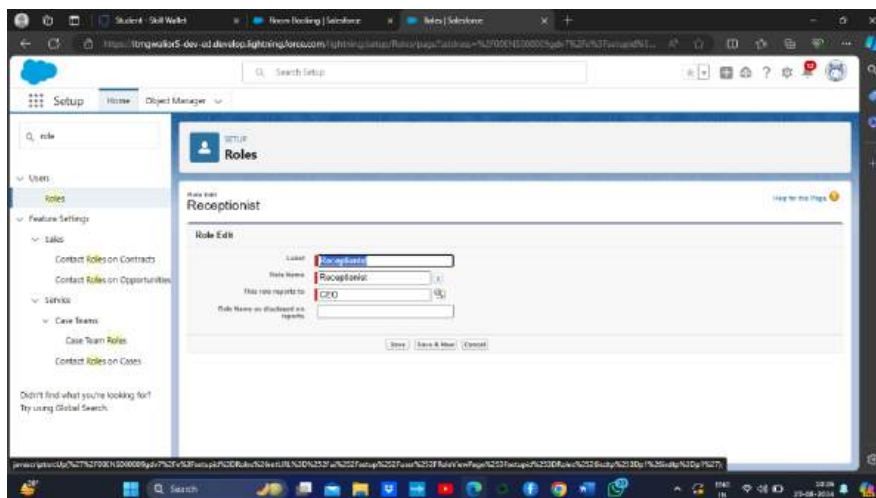 Student - Skill Wallet
Room Booking | Salesforce
Roles | Salesforce
Search Setup
Setup
Home
Object Manager
role
SETUP
Roles
Users
Roles
Feature Settings
Sales
Contact Roles on Contracts
Contact Roles on Opportunities
Service
Case Teams
Case Team Roles
Contact Roles on Cases
Didn't find what you're looking for?
Try using Global Search.
Role Edit
Receptionist
Help for this Page
Role Edit
Label
Receptionist
Role Name
Receptionist
This role reports to
CEO
Role Name as displayed on
reports
Save
Save & New
Cancel
Search
ENG
IN